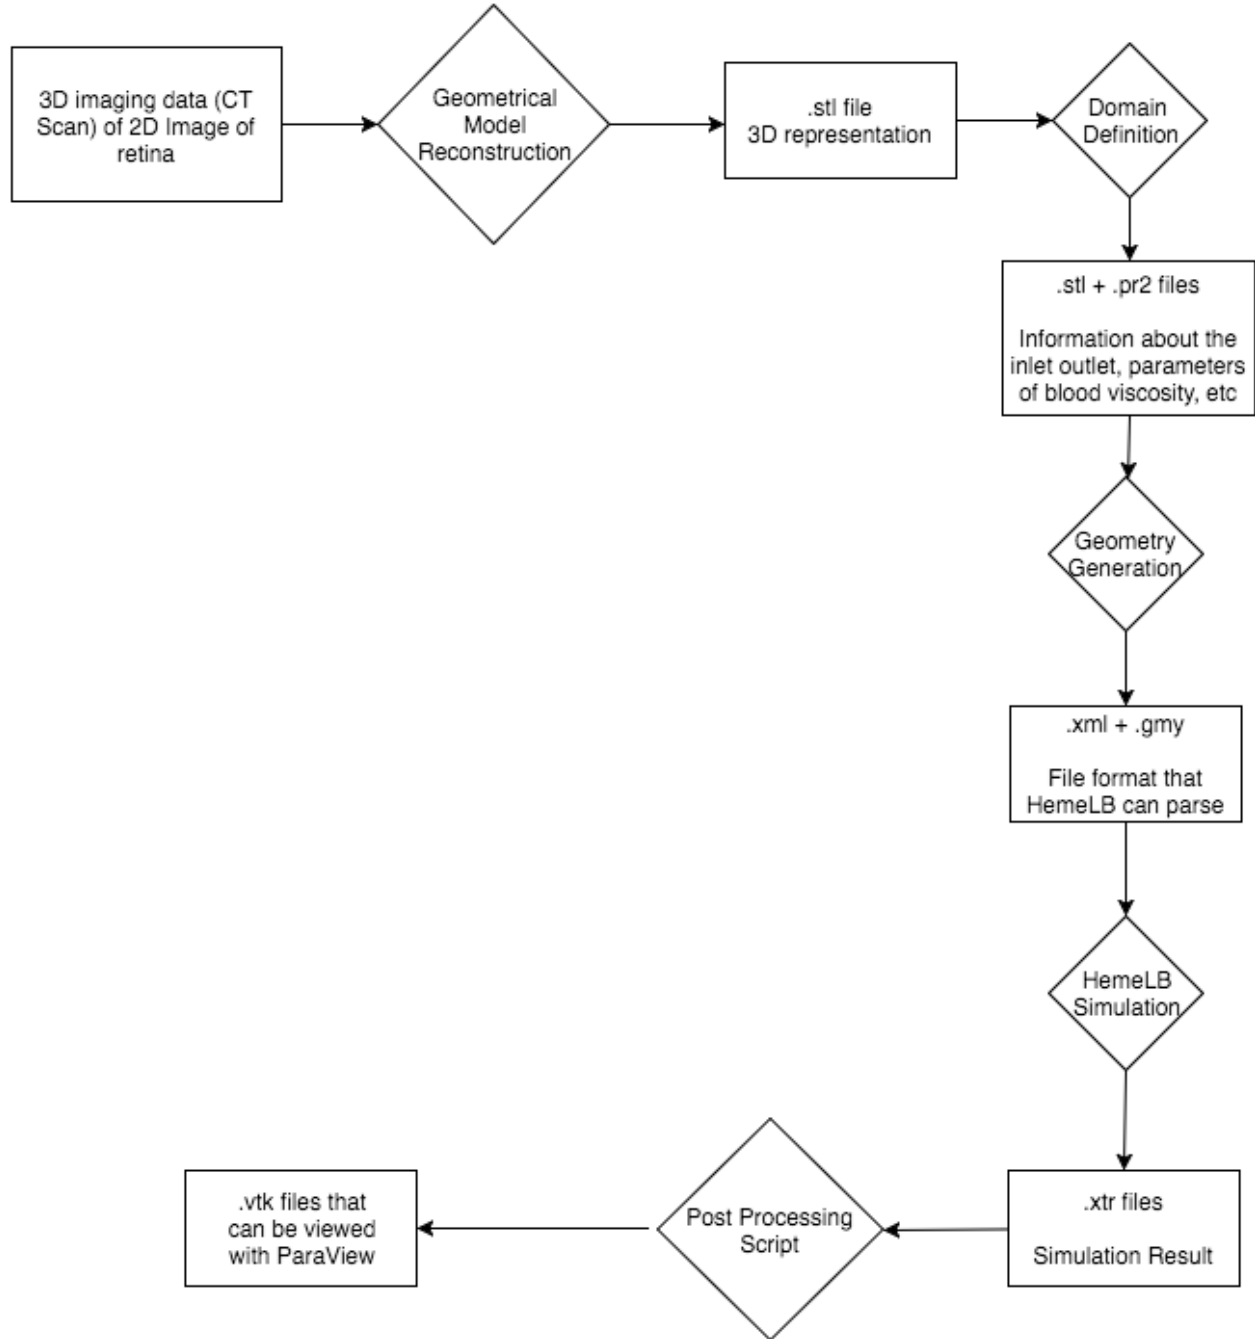 3D imaging data (CT
Scan) of 2D Image of
retina
Geometrical
Model
Reconstruction
.stl file
3D representation
Domain
Definition
.stl + .pr2 files
Information about the
inlet outlet, parameters
of blood viscosity, etc
Geometry
Generation
.xml + .gmy
File format that
HemeLB can parse
HemeLB
Simulation
.xtr files
Simulation Result
Post Processing
Script
.vtk files that
can be viewed
with ParaView